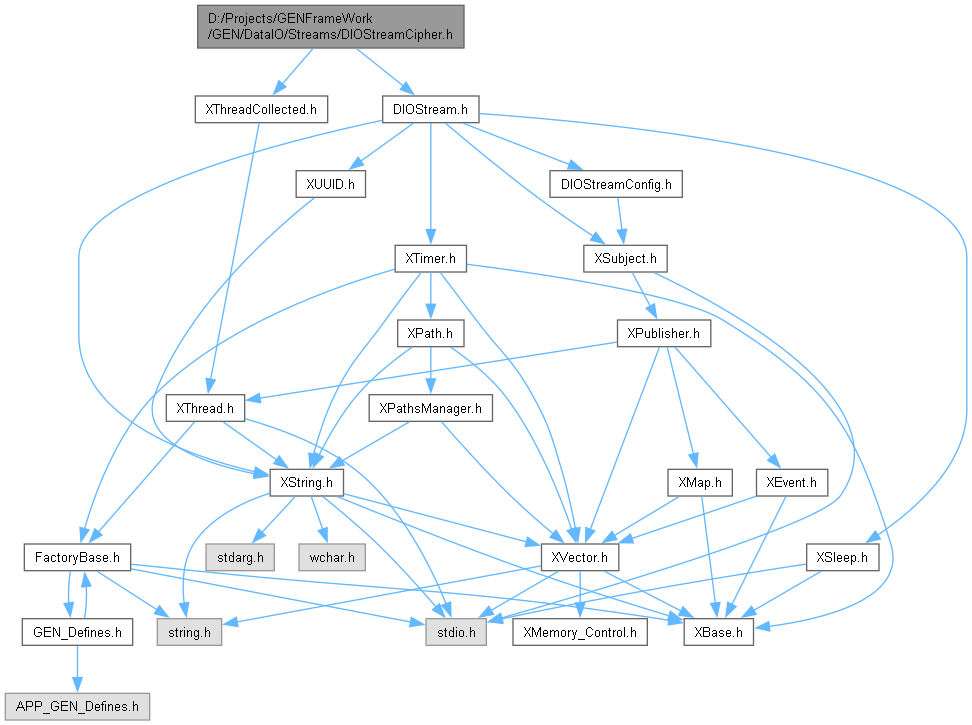 D:/Projects/GENFrameWork
/GEN/DataIO/Streams/DIOStreamCipher.h
XThreadCollected.h
DIOStream.h
XUUID.h
DIOStreamConfig.h
XTimer.h
XSubject.h
XPath.h
XPublisher.h
XThread.h
XPathsManager.h
XString.h
XMap.h
XEvent.h
FactoryBase.h
stdarg.h
wchar.h
XVector.h
XSleep.h
GEN_Defines.h
string.h
stdio.h
XMemory_Control.h
XBase.h
APP_GEN_Defines.h